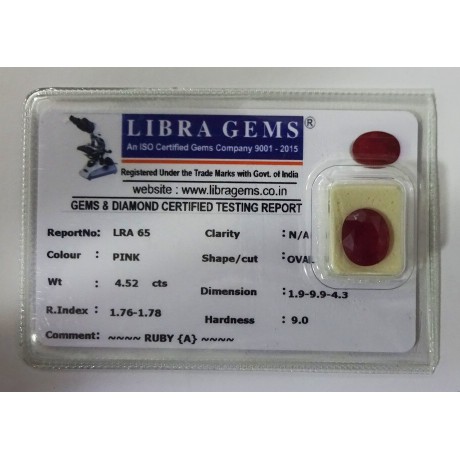 LIBRA GEMS®
An ISO Certified Gems Company 9001 - 2015
Registered Under the Trade Marks with Govt. of India
website : www.libragems.co.in
GEMS & DIAMOND CERTIFIED TESTING REPORT
ReportNo: LRA 65 Clarity : N/A
Colour : PINK Shape/cut : OVAL
Wt : 4.52 cts Dimension : 1.9-9.9-4.3
R.Index : 1.76-1.78 Hardness : 9.0
Comment: ~~~~ RUBY {A} ~~~~